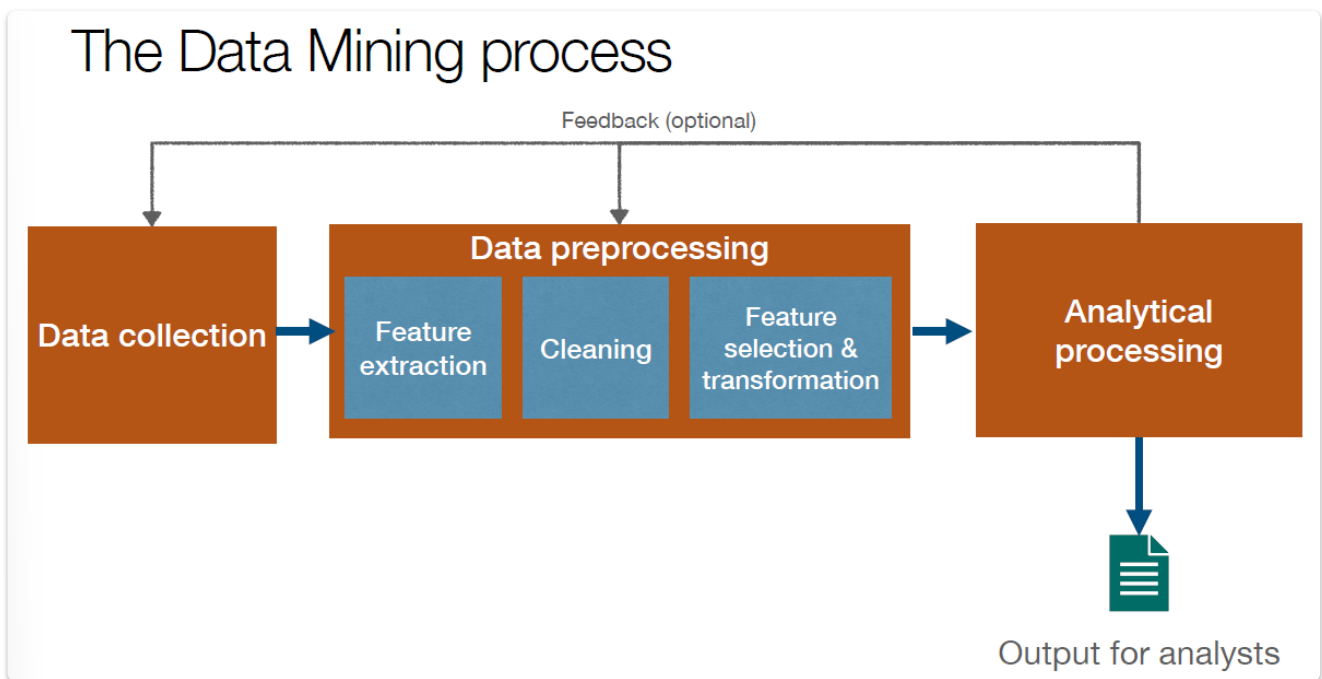 The Data Mining process
Feedback (optional)
Data collection
Data preprocessing
Feature
extraction
Cleaning
Feature
selection &
transformation
Analytical
processing
Output for analysts